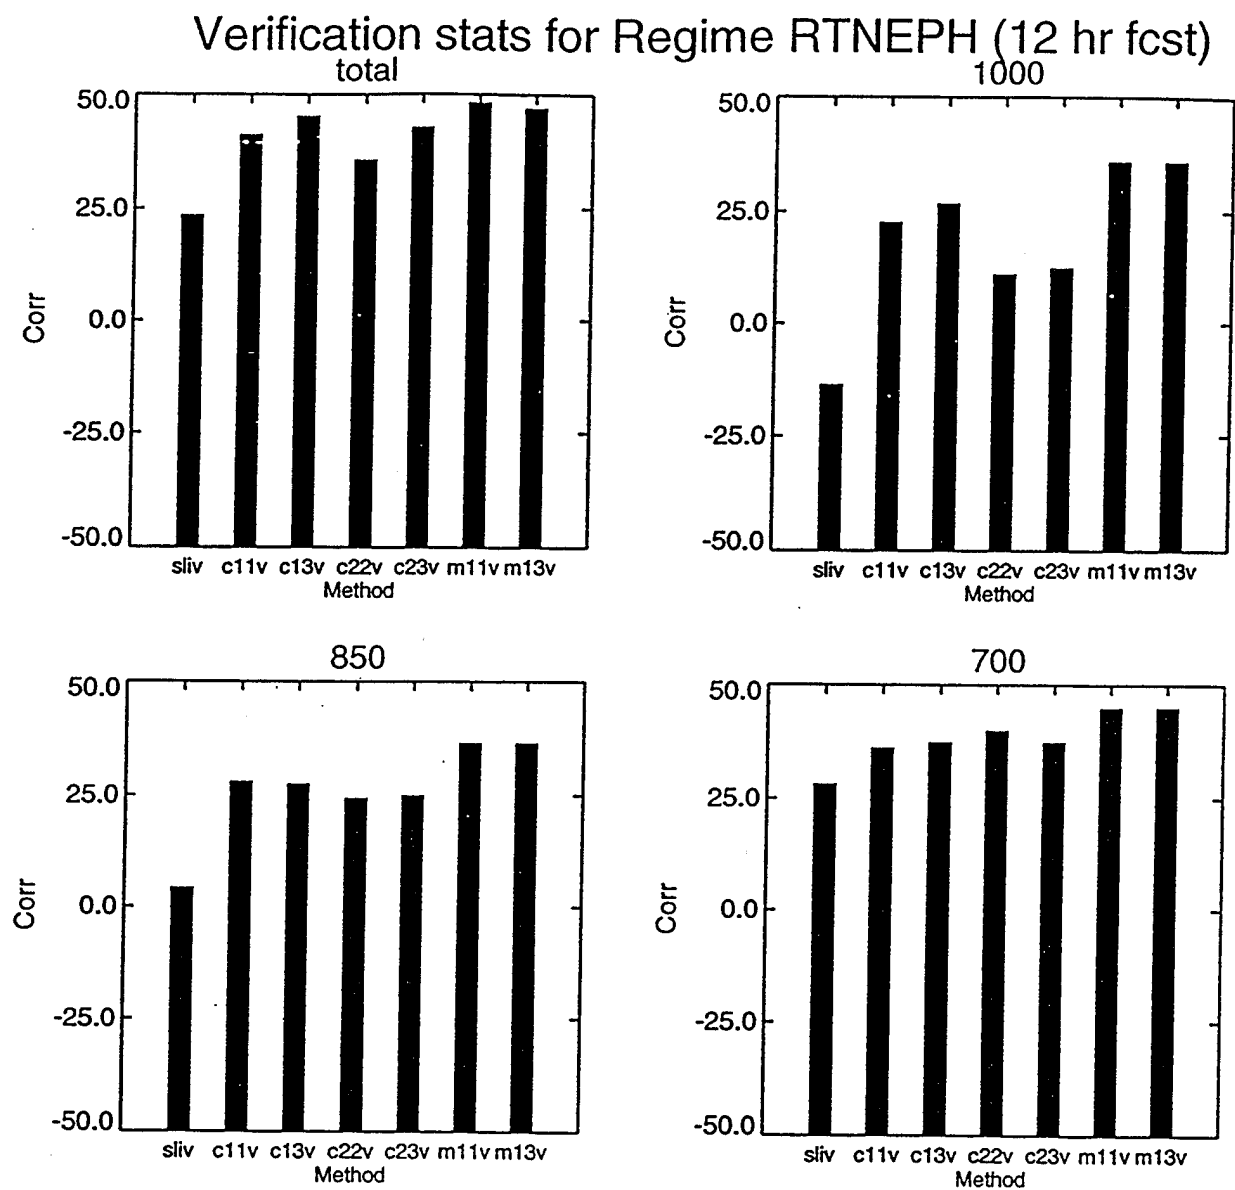 Verification stats for Regime RTNEPH (12 hr fcst)
total
50.0
25.0
0.0
-25.0
-50.0
Corr
sliv c11v c13v c22v c23v m11v m13v
Method
1000
50.0
25.0
0.0
-25.0
-50.0
Corr
sliv c11v c13v c22v c23v m11v m13v
Method
850
50.0
25.0
0.0
-25.0
-50.0
Corr
sliv c11v c13v c22v c23v m11v m13v
Method
700
50.0
25.0
0.0
-25.0
-50.0
Corr
sliv c11v c13v c22v c23v m11v m13v
Method